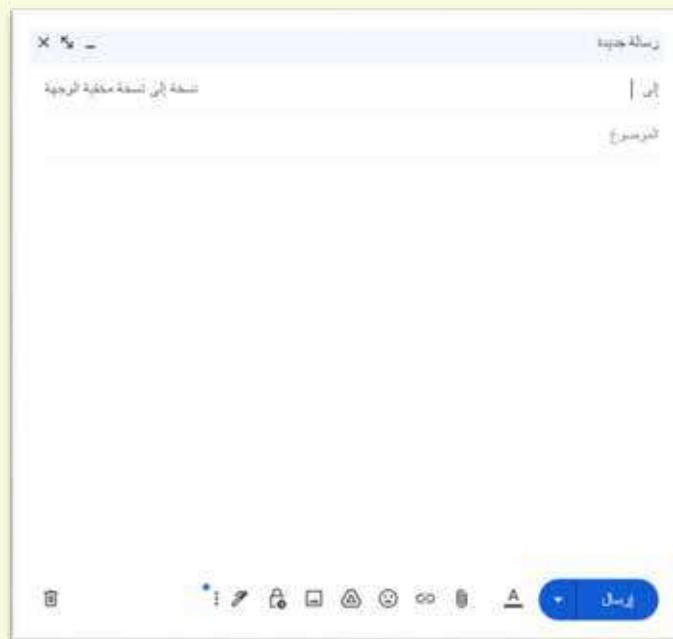 رسالة جديدة
إلى
نسخة إلى نسخة مخفية الوجهة
الموضوع
إرسال